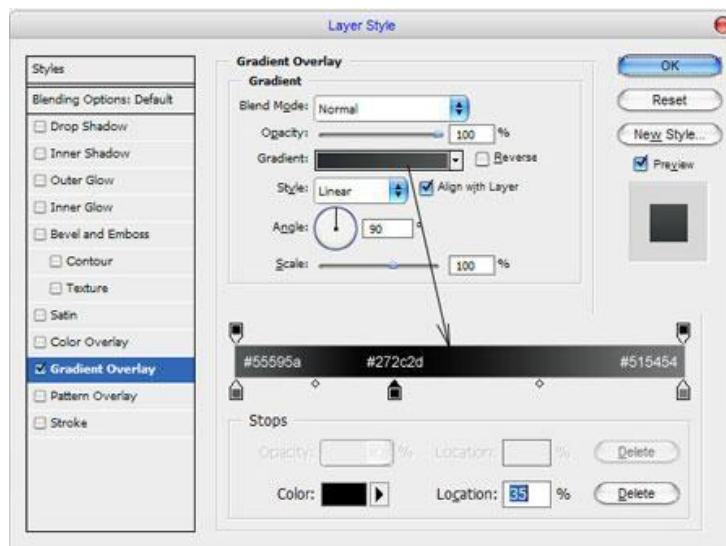 Layer Style
Styles
Blending Options: Default
Drop Shadow
Inner Shadow
Outer Glow
Inner Glow
Bevel and Emboss
Contour
Texture
Satin
Color Overlay
Gradient Overlay
Pattern Overlay
Stroke
Gradient Overlay
Gradient
Blend Mode: Normal
Opacity: 100 %
Gradient: Reverse
Style: Linear Align with Layer
Angle: 90 °
Scale: 100 %
OK
Reset
New Style...
Preview
#55595a #272c2d #515454
Stops
Opacity: % Location: % Delete
Color: Location: 35 % Delete